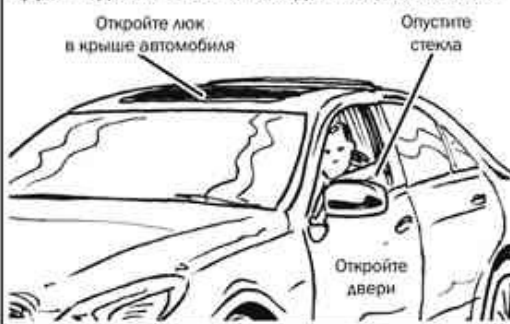 Откройте люк
в крыше автомобиля
Опустите
стекла
Откройте
двери